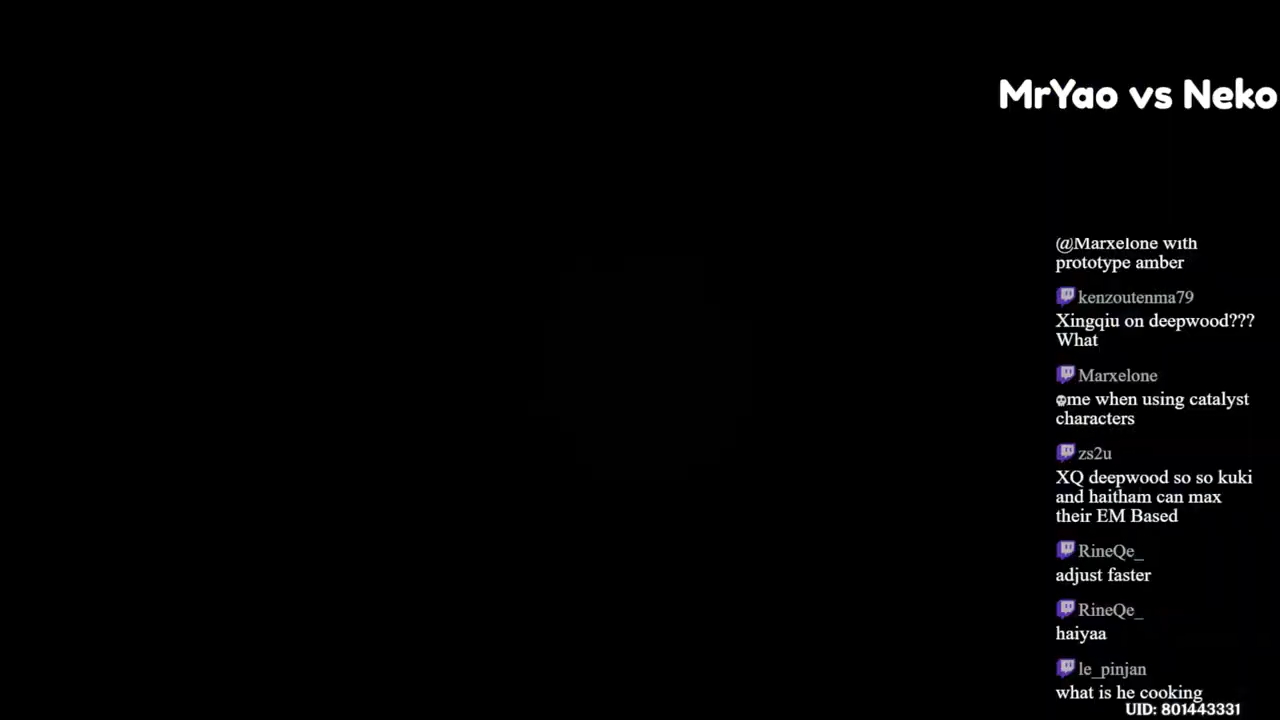 MrYao vs Neko
@Marxelone with
prototype amber
kenzoutenma79
Xingqiu on deepwood???
What
Marxelone
💀me when using catalyst
characters
zs2u
XQ deepwood so so kuki
and haitham can max
their EM Based
RineQe_
adjust faster
RineQe_
haiyaa
le_pinjan
what is he cooking
UID: 801443331